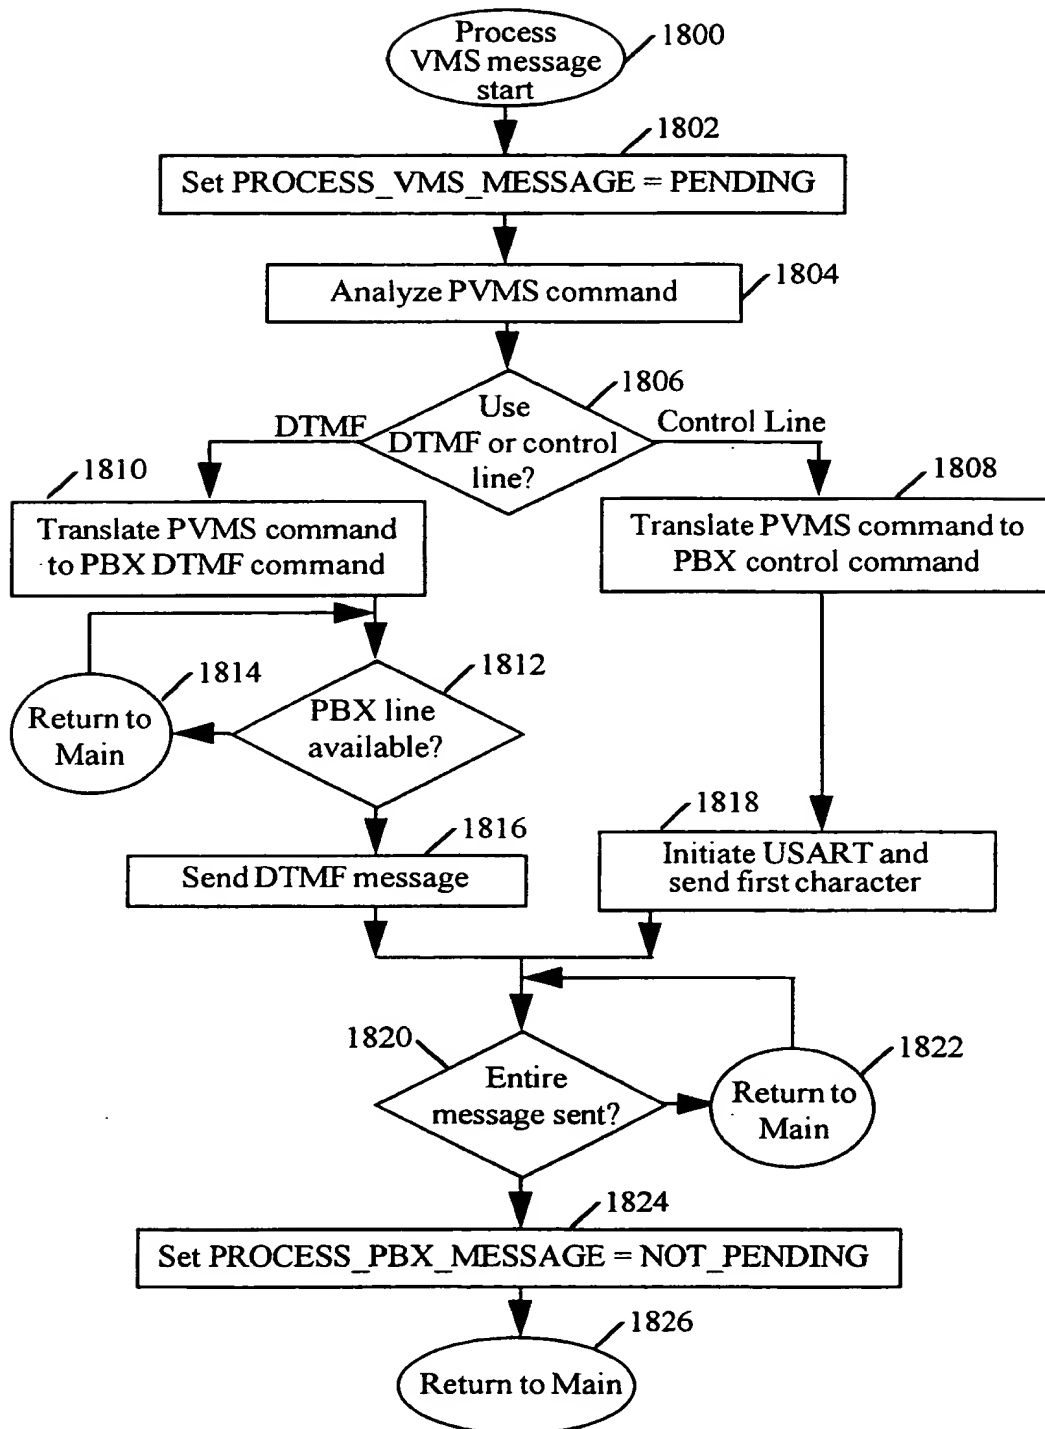 Process
VMS message
start
1800
1802
Set PROCESS_VMS_MESSAGE = PENDING
1804
Analyze PVMS command
1806
Use
DTMF or control
line?
DTMF
Control Line
1810
Translate PVMS command
to PBX DTMF command
1808
Translate PVMS command to
PBX control command
1814
Return to
Main
1812
PBX line
available?
1816
Send DTMF message
1818
Initiate USART and
send first character
1820
Entire
message sent?
1822
Return to
Main
1824
Set PROCESS_PBX_MESSAGE = NOT_PENDING
1826
Return to Main